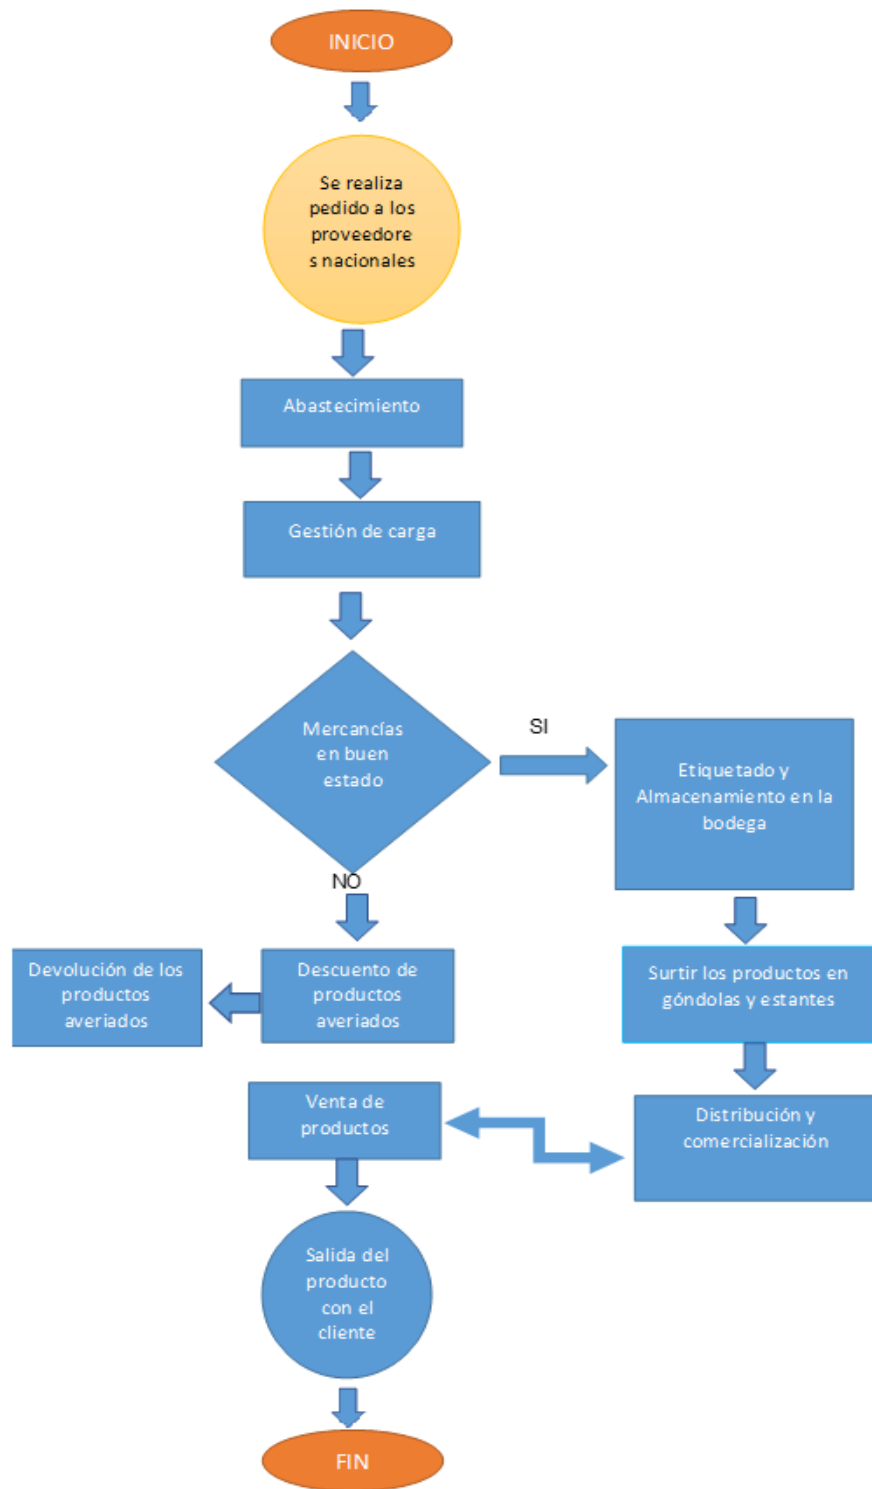 INICIO
Se realiza
pedido a los
proveedore
s nacionales
Abastecimiento
Gestión de carga
Mercancías
en buen
estado
SI
Etiquetado y
Almacenamiento en la
bodega
NO
Devolución de los
productos
averiados
Descuento de
productos
averiados
Surtir los productos en
góndolas y estantes
Venta de
productos
Distribución y
comercialización
Salida del
producto
con el
cliente
FIN